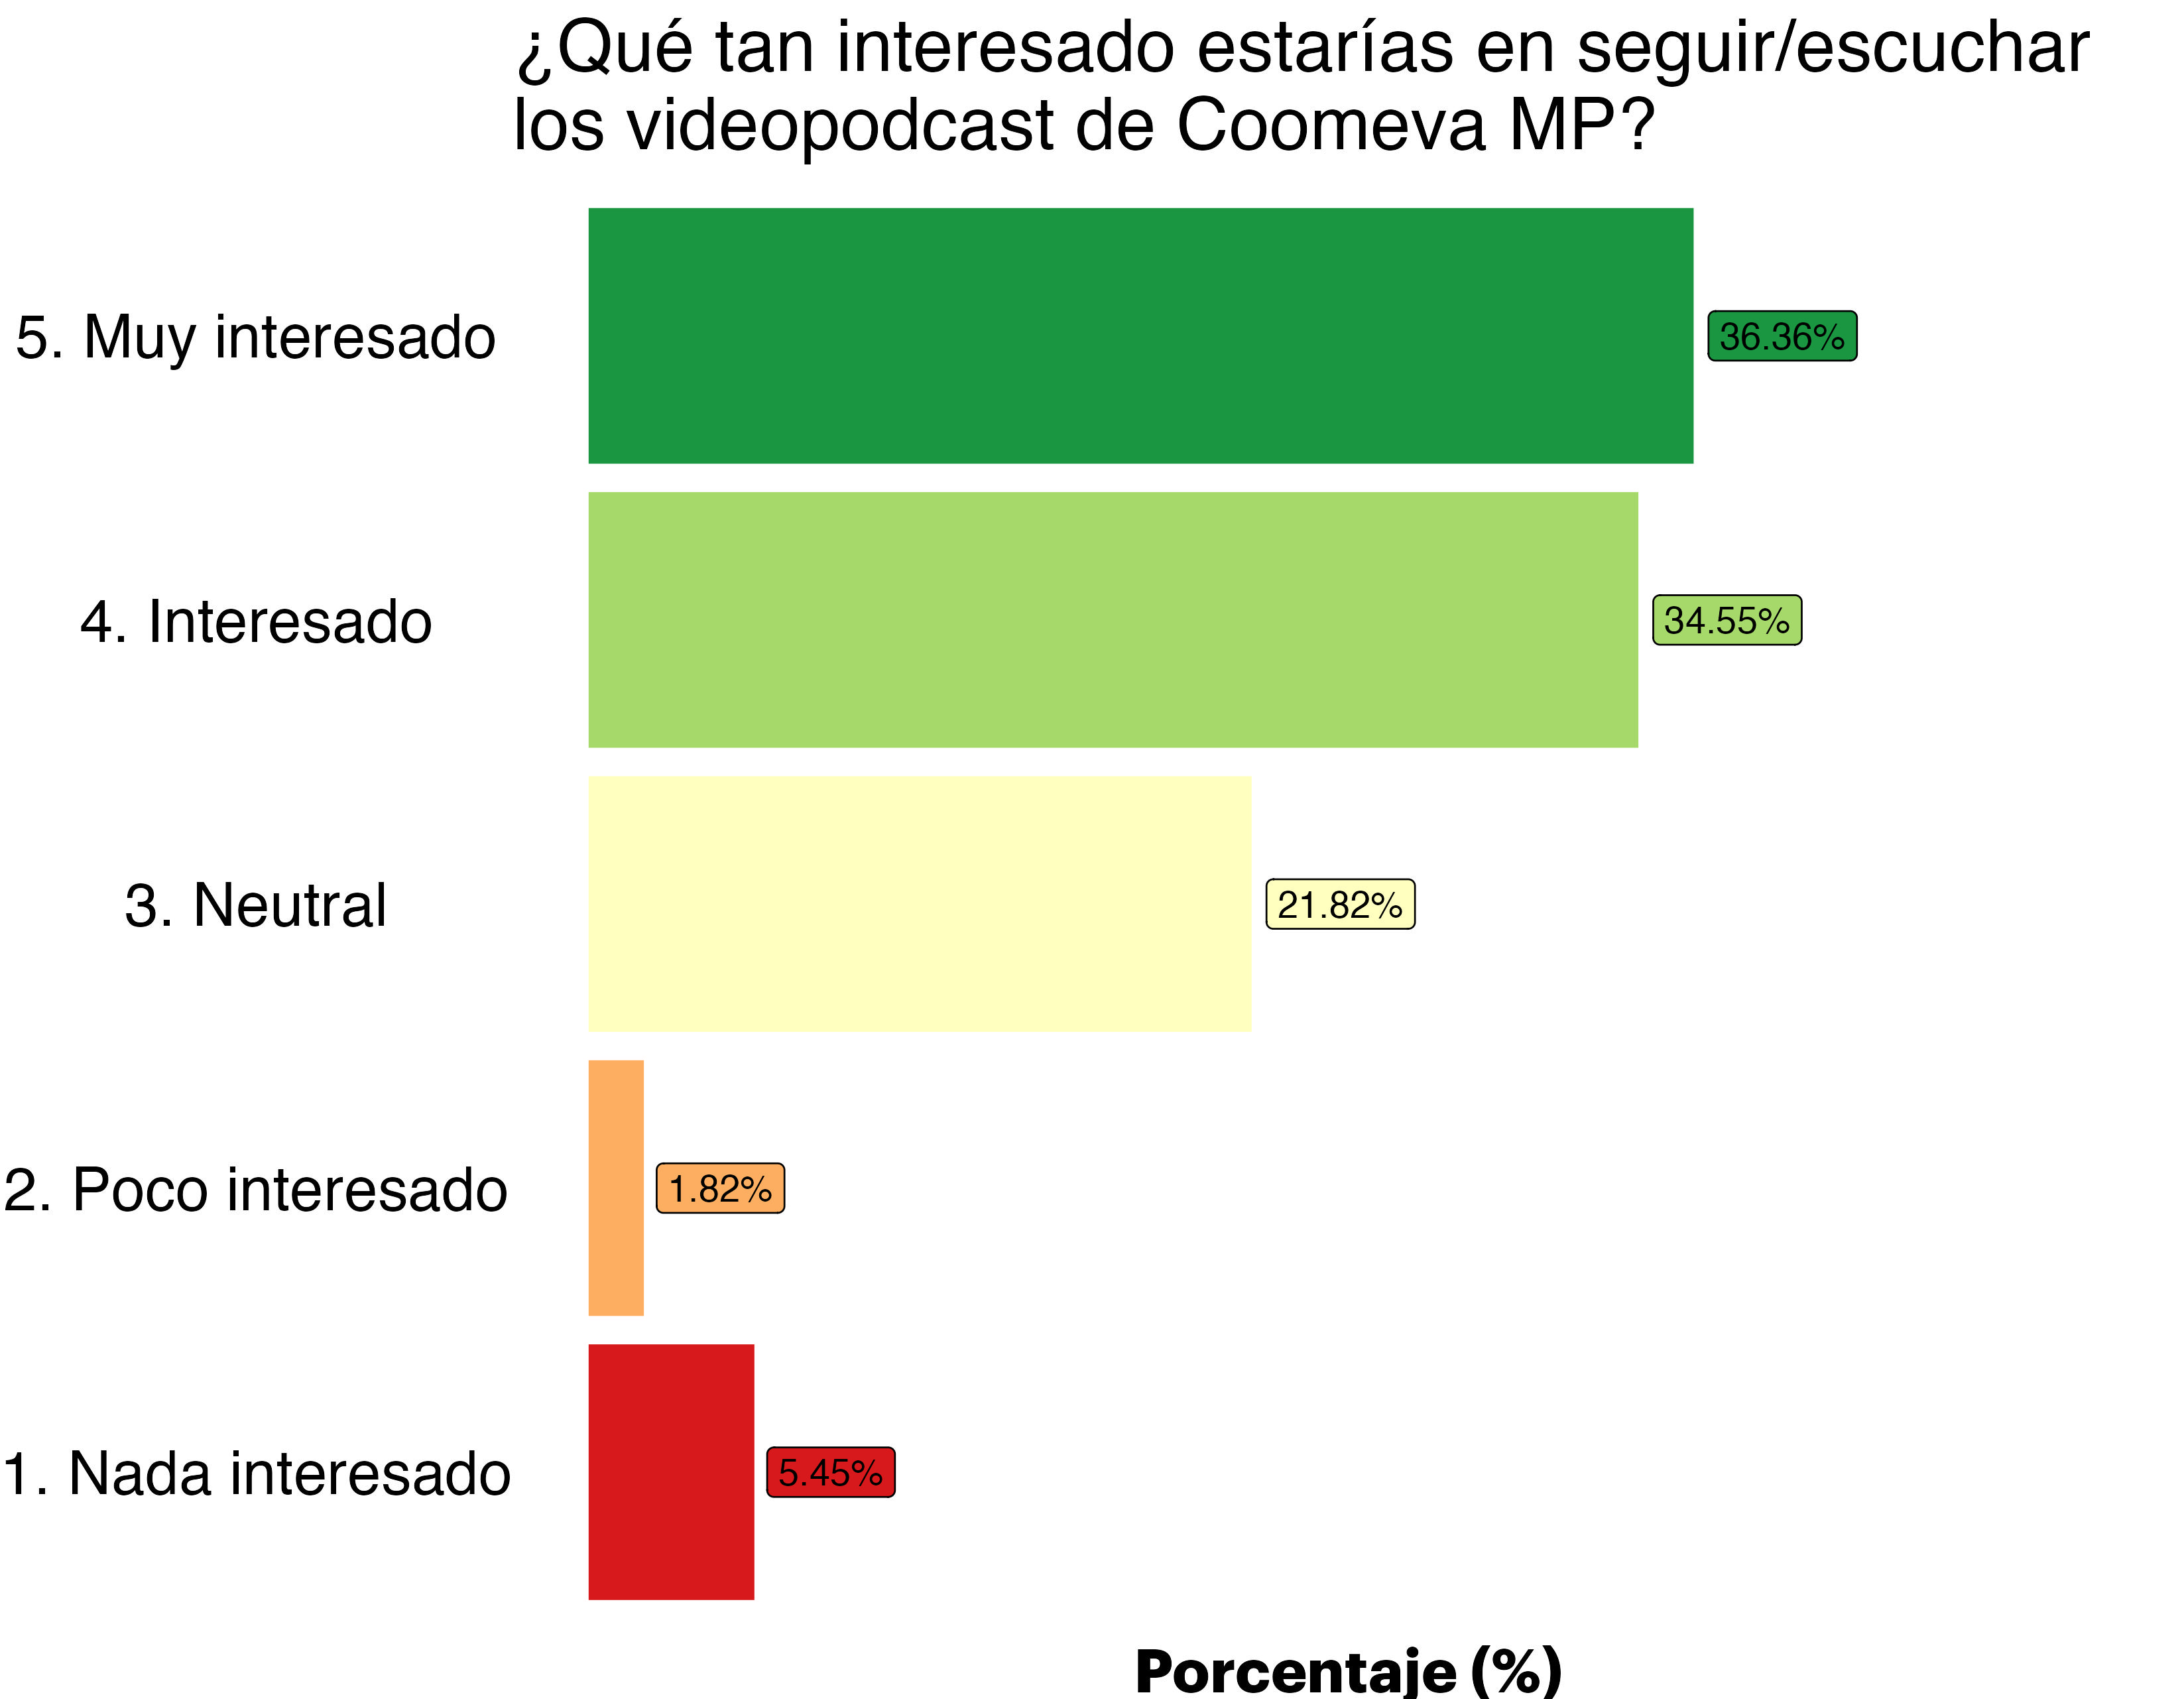 ¿Qué tan interesado estarías en seguir/escuchar
los videopodcast de Coomeva MP?
5. Muy interesado
36.36%
4. Interesado
34.55%
3. Neutral
21.82%
2. Poco interesado
1.82%
1. Nada interesado
5.45%
Porcentaje (%)